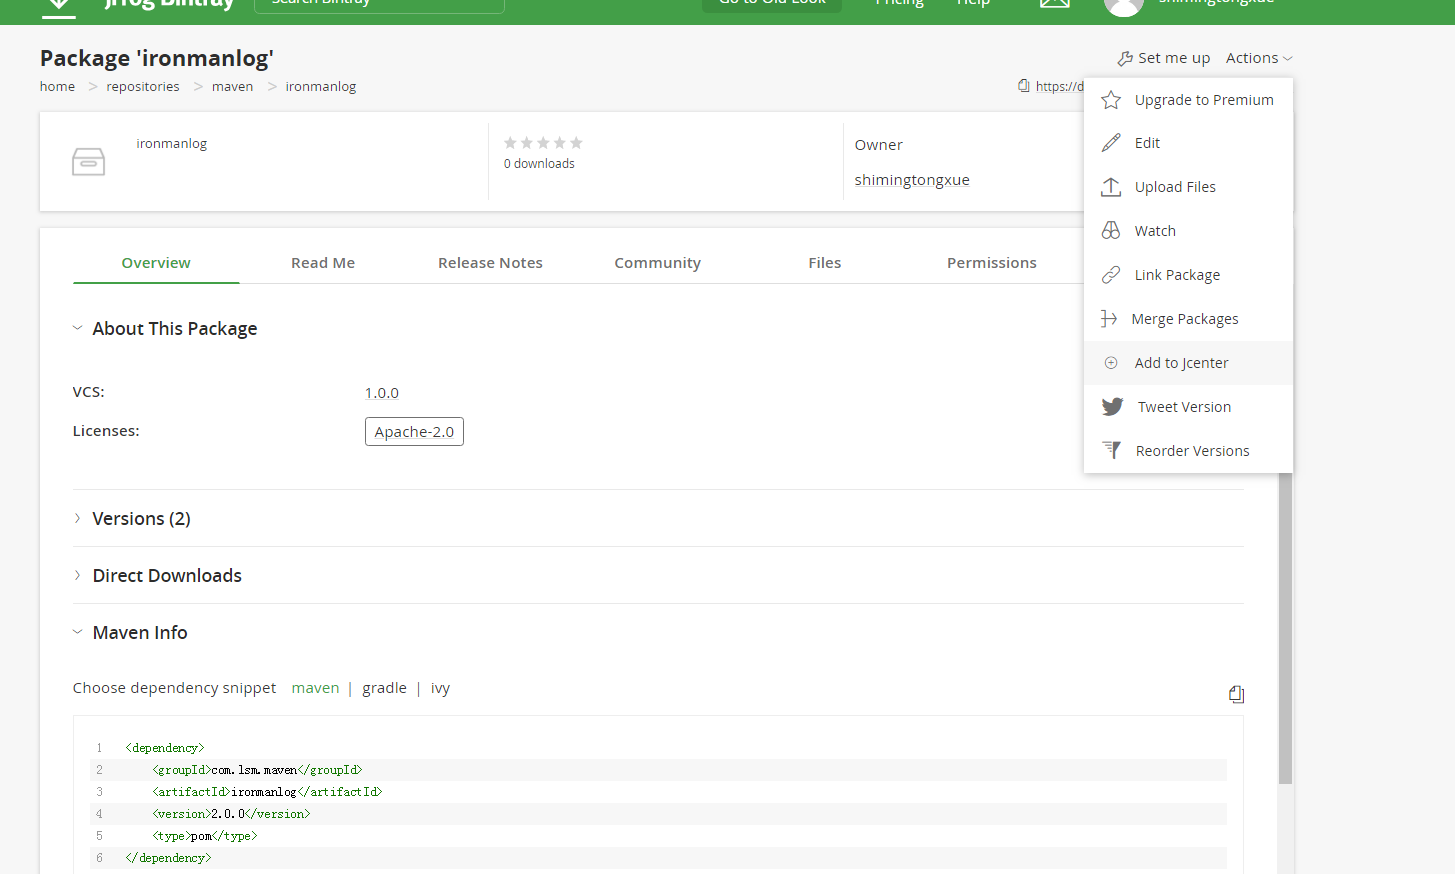 jfrog Bintray
Search Bintray
Go to Old Look
Pricing
Help
shimingtongxue
Package 'ironmanlog'
Set me up
Actions
home > repositories > maven > ironmanlog
https://d
ironmanlog
0 downloads
Owner
shimingtongxue
Upgrade to Premium
Edit
Upload Files
Watch
Link Package
Merge Packages
Add to Jcenter
Tweet Version
Reorder Versions
Overview
Read Me
Release Notes
Community
Files
Permissions
About This Package
VCS:
1.0.0
Licenses:
Apache-2.0
Versions (2)
Direct Downloads
Maven Info
Choose dependency snippet maven | gradle | ivy
1 <dependency>
2 <groupId>com.lsm.maven</groupId>
3 <artifactId>ironmanlog</artifactId>
4 <version>2.0.0</version>
5 <type>pom</type>
6 </dependency>